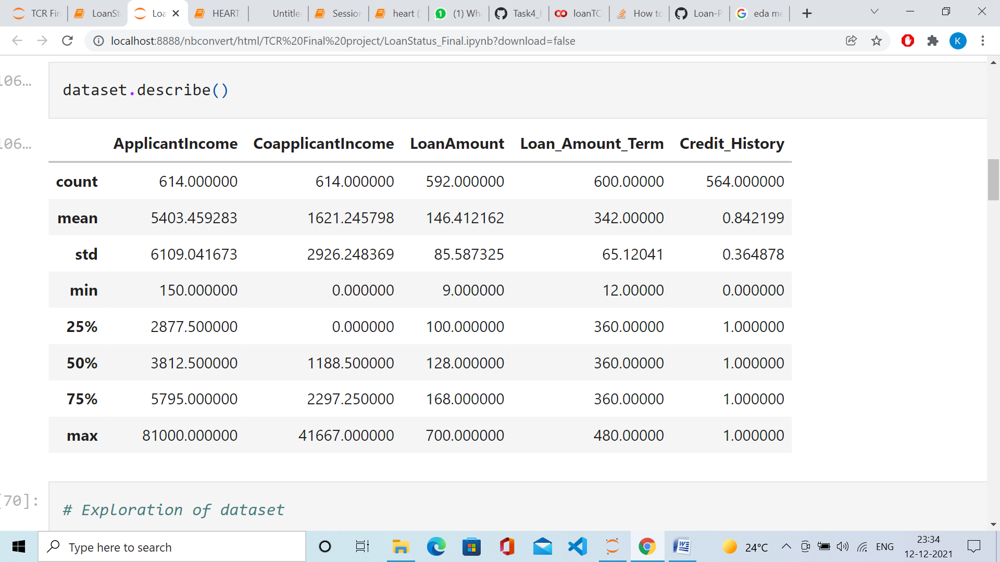 TCR Fin LoanSt Loa HEART Untitle Session heart ( (1) Wh Task4_E loanTC How to Loan-P eda me
localhost:8888/nbconvert/html/TCR%20Final%20project/LoanStatus_Final.ipynb?download=false K
106…
dataset.describe()
106…
ApplicantIncome CoapplicantIncome LoanAmount Loan_Amount_Term Credit_History
count 614.000000 614.000000 592.000000 600.00000 564.000000
mean 5403.459283 1621.245798 146.412162 342.00000 0.842199
std 6109.041673 2926.248369 85.587325 65.12041 0.364878
min 150.000000 0.000000 9.000000 12.00000 0.000000
25% 2877.500000 0.000000 100.000000 360.00000 1.000000
50% 3812.500000 1188.500000 128.000000 360.00000 1.000000
75% 5795.000000 2297.250000 168.000000 360.00000 1.000000
max 81000.000000 41667.000000 700.000000 480.00000 1.000000
[70]:
# Exploration of dataset
Type here to search 24°C ENG 23:34
12-12-2021